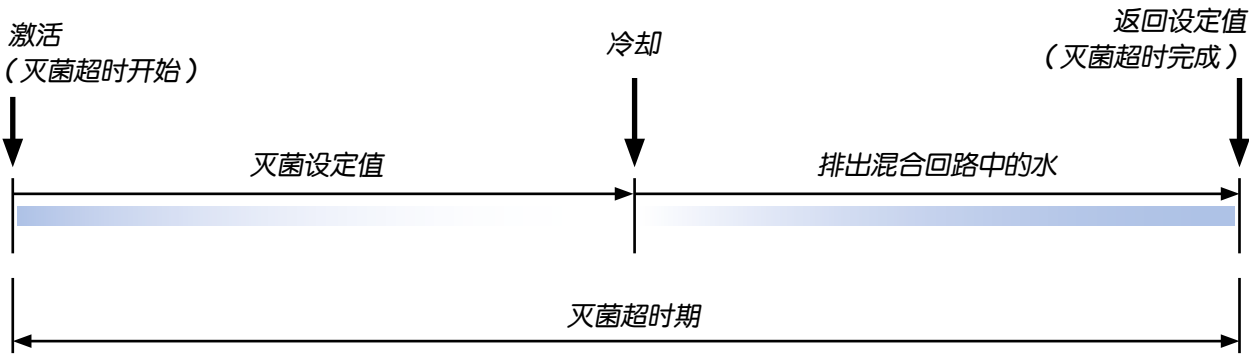 激活
（灭菌超时开始）
冷却
返回设定值
（灭菌超时完成）
灭菌设定值
排出混合回路中的水
灭菌超时期